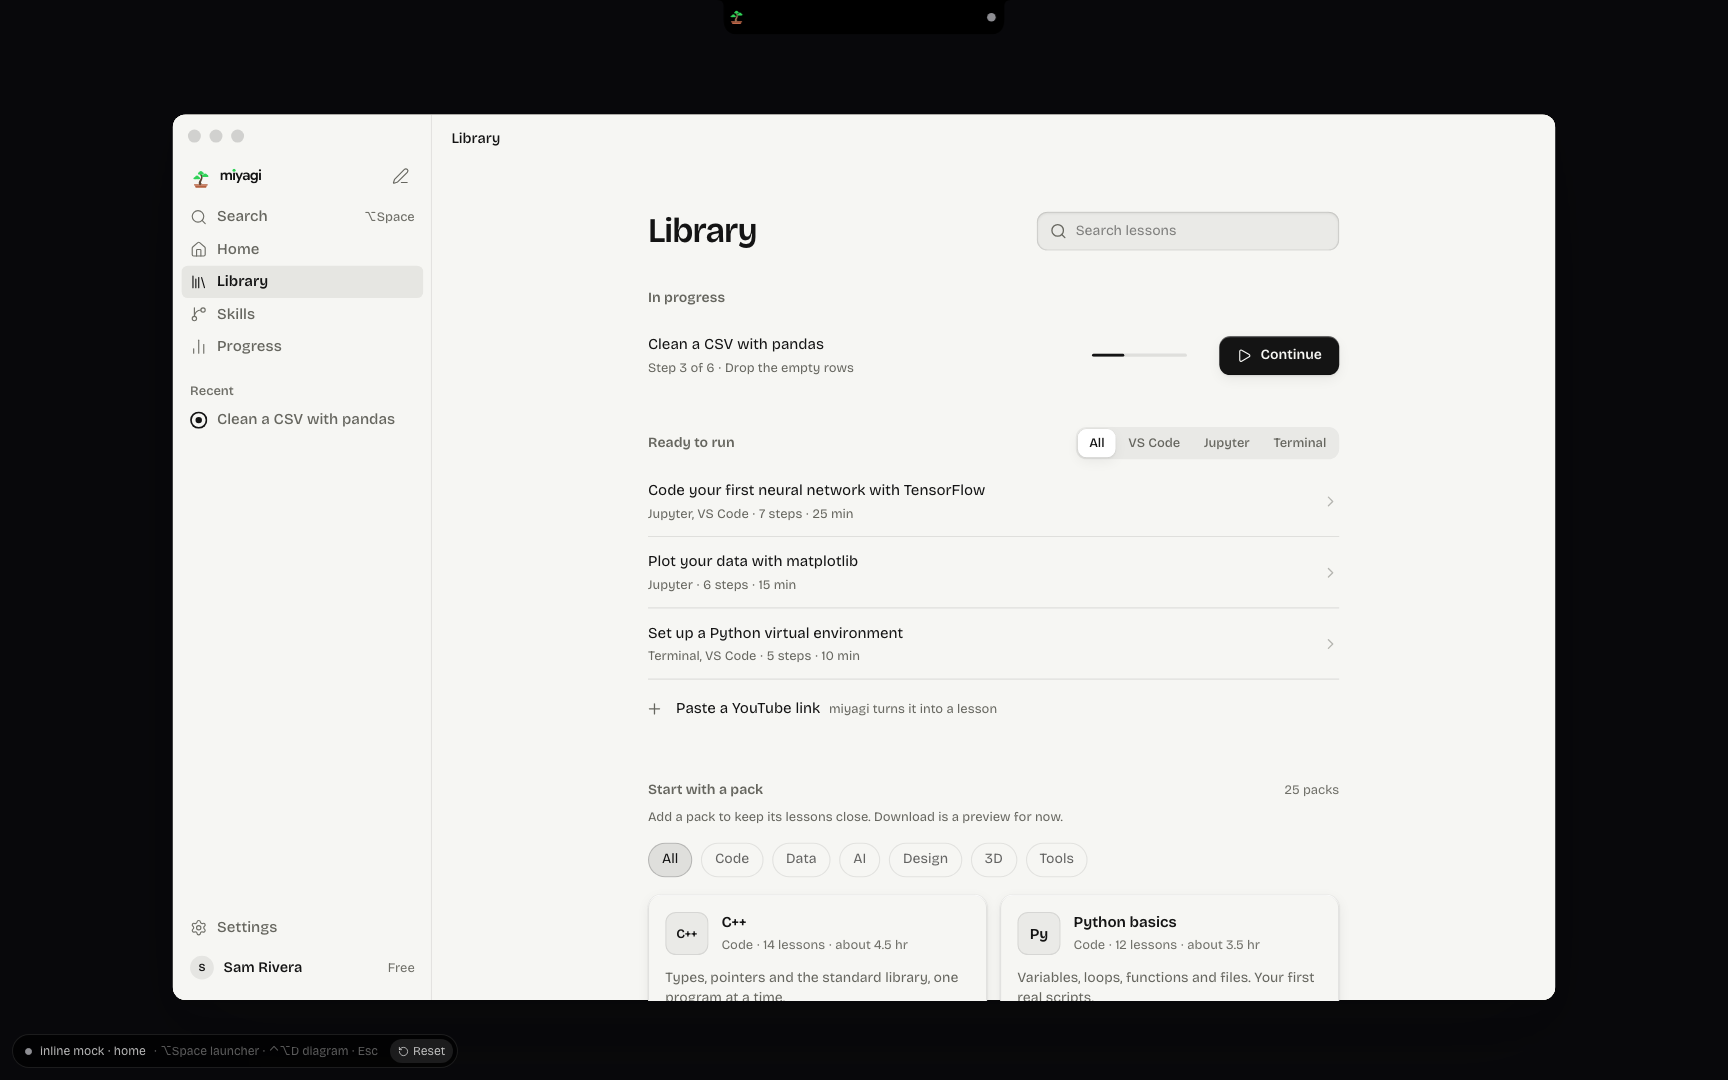 Library
miyagi
Search ⌥Space
Home
Library
Skills
Progress
Recent
Clean a CSV with pandas
Settings
S Sam Rivera Free
Library
Search lessons
In progress
Clean a CSV with pandas
Step 3 of 6 · Drop the empty rows
Continue
Ready to run
All VS Code Jupyter Terminal
Code your first neural network with TensorFlow
Jupyter, VS Code · 7 steps · 25 min
Plot your data with matplotlib
Jupyter · 6 steps · 15 min
Set up a Python virtual environment
Terminal, VS Code · 5 steps · 10 min
Paste a YouTube link miyagi turns it into a lesson
Start with a pack 25 packs
Add a pack to keep its lessons close. Download is a preview for now.
All Code Data AI Design 3D Tools
C++ C++
Code · 14 lessons · about 4.5 hr
Types, pointers and the standard library, one
program at a time.
Py Python basics
Code · 12 lessons · about 3.5 hr
Variables, loops, functions and files. Your first
real scripts.
inline mock · home · ⌥Space launcher · ^⌥D diagram · Esc Reset